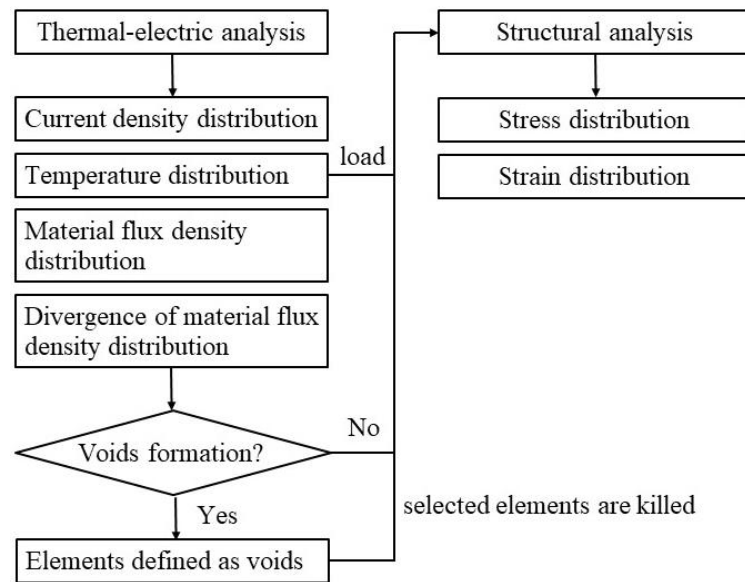 Thermal-electric analysis
Structural analysis
Current density distribution
Stress distribution
load
Temperature distribution
Strain distribution
Material flux density
distribution
Divergence of material flux
density distribution
Voids formation?
No
Yes
selected elements are killed
Elements defined as voids